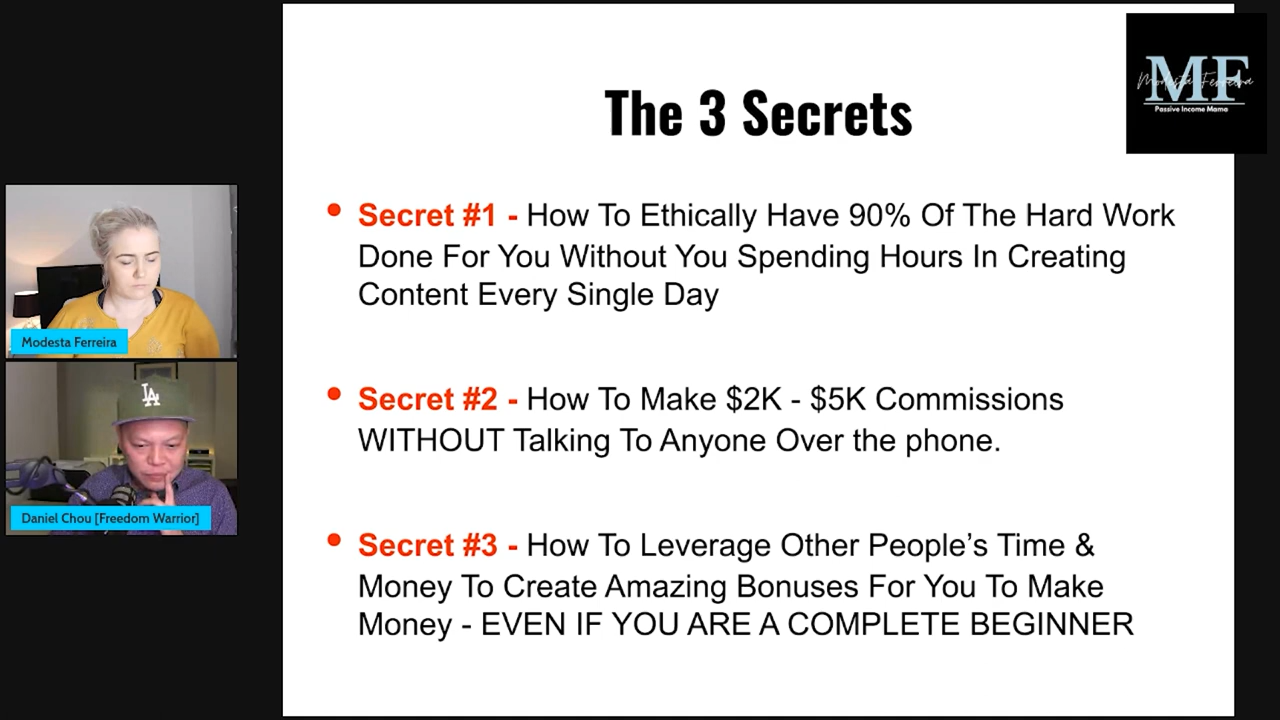 The 3 Secrets
MF
Modesta Ferreira
Passive Income Mama
• Secret #1 - How To Ethically Have 90% Of The Hard Work
Done For You Without You Spending Hours In Creating
Content Every Single Day
• Secret #2 - How To Make $2K - $5K Commissions
WITHOUT Talking To Anyone Over the phone.
• Secret #3 - How To Leverage Other People’s Time &
Money To Create Amazing Bonuses For You To Make
Money - EVEN IF YOU ARE A COMPLETE BEGINNER
Modesta Ferreira
LA
Daniel Chou [Freedom Warrior]